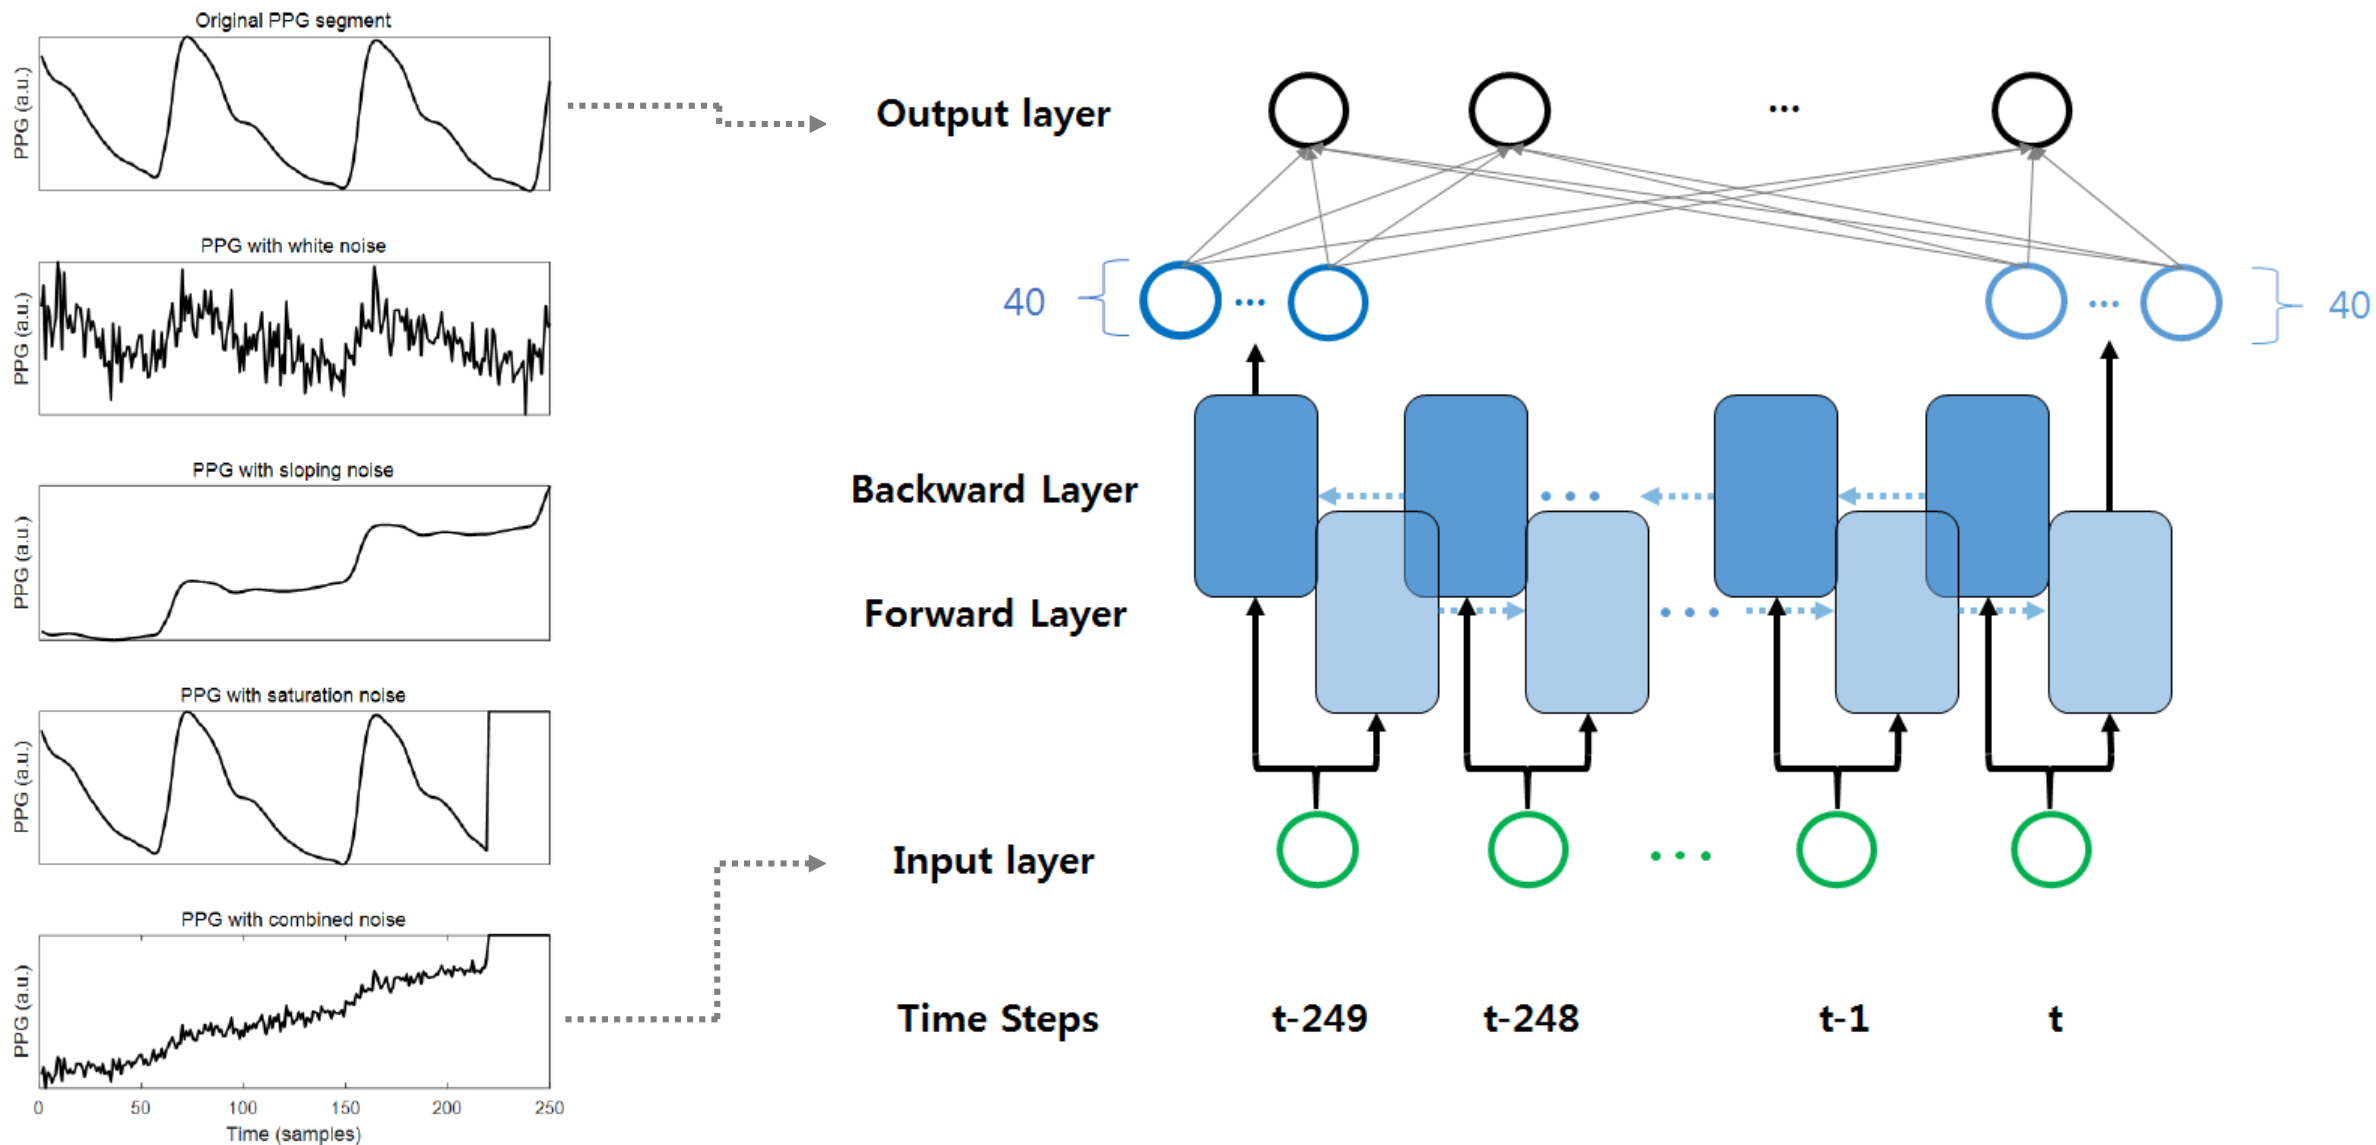 Original PPG segment
PPG (a.u.)
PPG with white noise
PPG (a.u.)
PPG with sloping noise
PPG (a.u.)
PPG with saturation noise
PPG (a.u.)
PPG with combined noise
PPG (a.u.)
0 50 100 150 200 250
Time (samples)
Output layer
...
40 ... ... 40
Backward Layer
...
Forward Layer
...
Input layer
...
Time Steps t-249 t-248 t-1 t